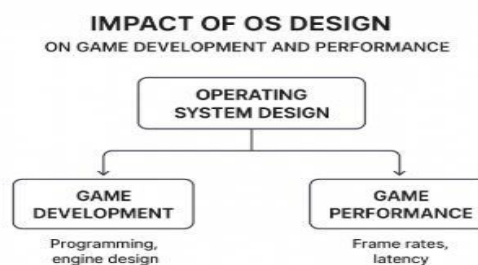 IMPACT OF OS DESIGN
ON GAME DEVELOPMENT AND PERFORMANCE
OPERATING
SYSTEM DESIGN
GAME
DEVELOPMENT
Programming,
engine design
GAME
PERFORMANCE
Frame rates,
latency